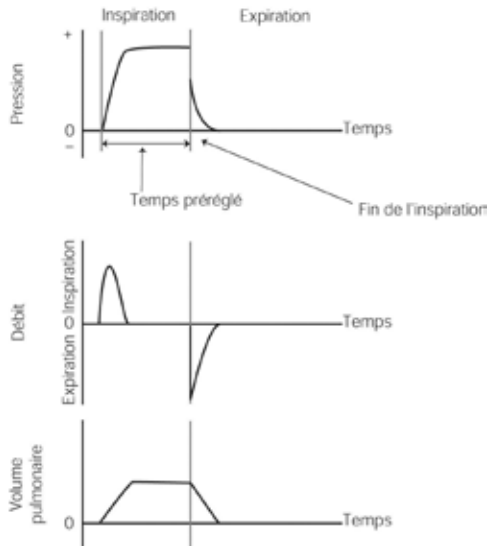 Inspiration
Expiration
+
Pression
0
−
Temps
Temps préréglé
Fin de l'inspiration
Débit
Expiration 0 Inspiration
Temps
Volume
pulmonaire
0
Temps